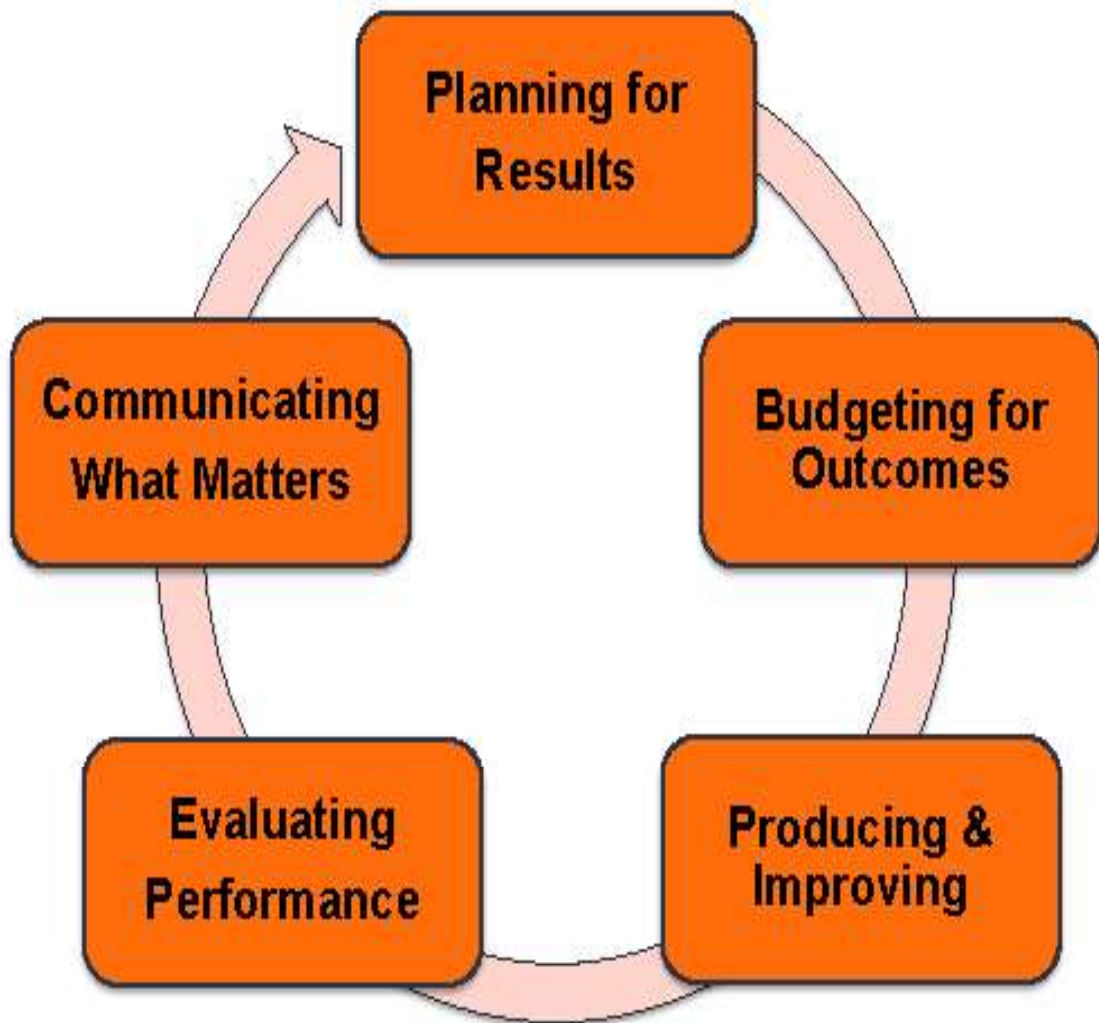 Planning for
Results
Budgeting for
Outcomes
Producing &
Improving
Evaluating
Performance
Communicating
What Matters